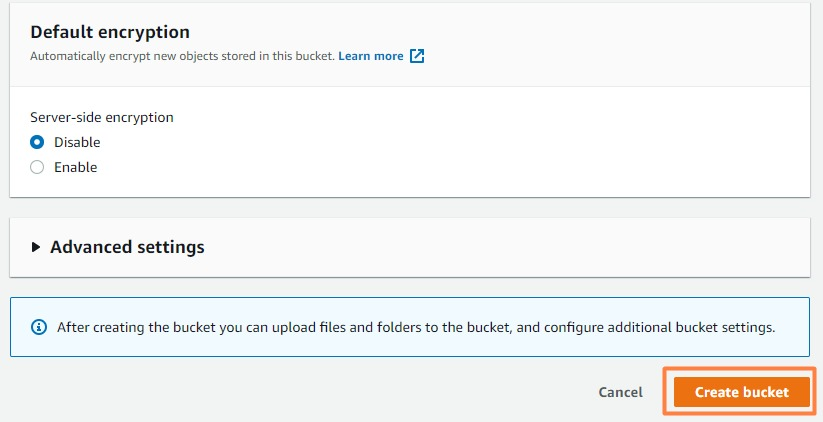 Default encryption
Automatically encrypt new objects stored in this bucket. Learn more
Server-side encryption
Disable
Enable
Advanced settings
After creating the bucket you can upload files and folders to the bucket, and configure additional bucket settings.
Cancel
Create bucket